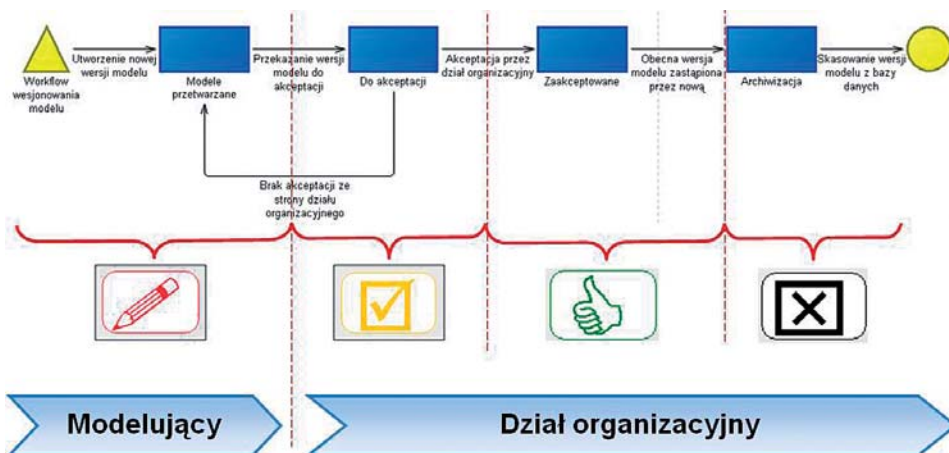 Utworzenie nowej
wersji modelu
Przekazanie wersji
modelu do
akceptacji
Akceptacja przez
dział organizacyjny
Obecna wersja
modelu zastąpiona
przez nową
Skasowanie wersji
modelu z bazy
danych
Workflow
wesjonowania
modelu
Modele
przetwarzane
Do akceptacji
Zaakceptowane
Archiwizacja
Brak akceptacji ze
strony działu
organizacyjnego
Modelujący
Dział organizacyjny